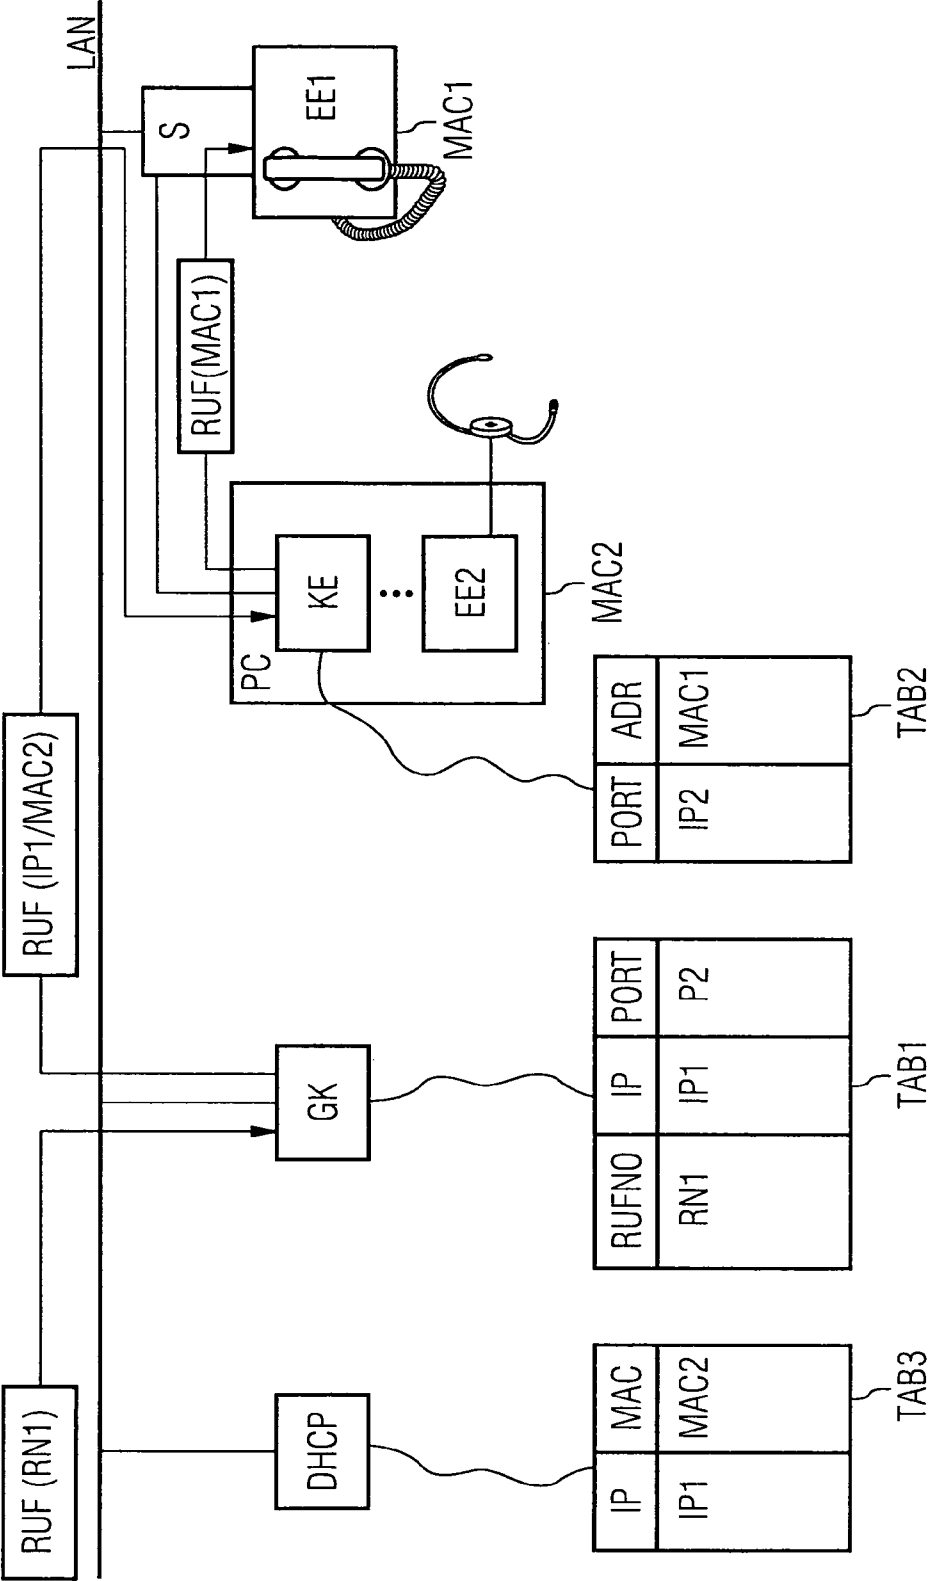 RUF (RN1)
RUF (IP1/MAC2)
LAN
S
EE1
MAC1
RUF(MAC1)
DHCP
GK
PC
KE
EE2
MAC2
IP MAC
IP1 MAC2
TAB3
RUFNO IP PORT
RN1 IP1 P2
TAB1
PORT ADR
IP2 MAC1
TAB2